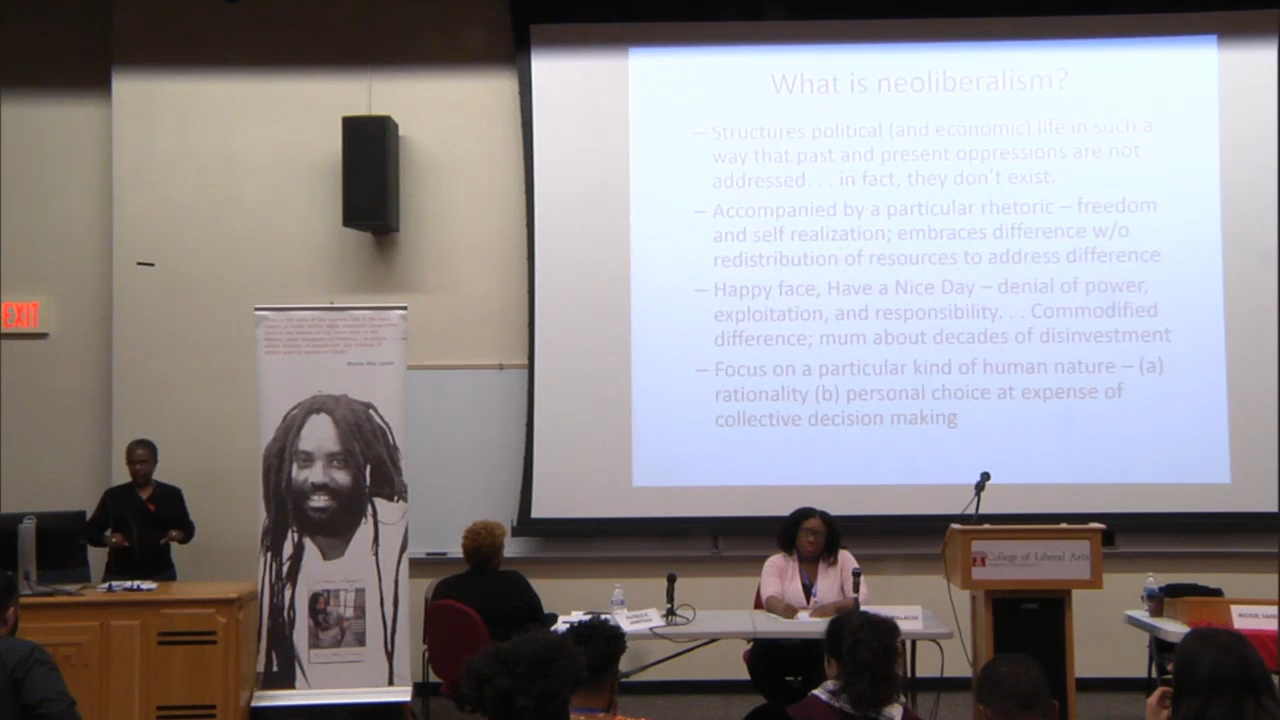 What is neoliberalism?
– Structures political (and economic) life in such a
way that past and present oppressions are not
addressed. . . in fact, they don't exist.
– Accompanied by a particular rhetoric – freedom
and self realization; embraces difference w/o
redistribution of resources to address difference
– Happy face, Have a Nice Day – denial of power,
exploitation, and responsibility. . . Commodified
difference; mum about decades of disinvestment
– Focus on a particular kind of human nature – (a)
rationality (b) personal choice at expense of
collective decision making
EXIT
College of Liberal Arts